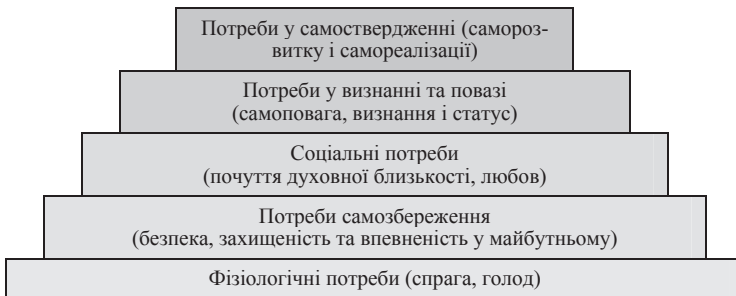 Потреби у самоствердженні (саморoз-
витку і самореалізації)
Потреби у визнанні та повазі
(самоповага, визнання і статус)
Соціальні потреби
(почуття духовної близькості, любов)
Потреби самозбереження
(безпека, захищеність та впевненість у майбутньому)
Фізіологічні потреби (спрага, голод)